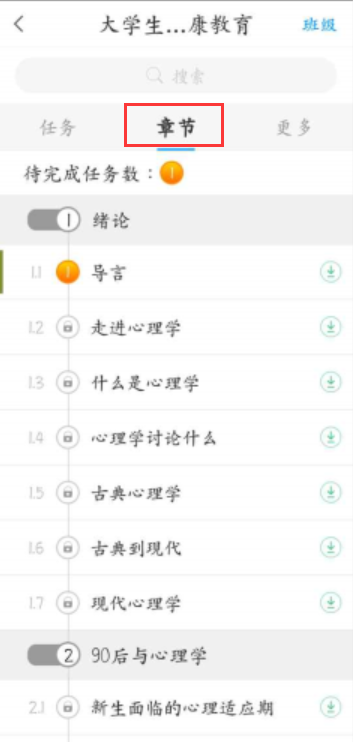 大学生...康教育 班级
搜索
任务 章节 更多
待完成任务数：1
1 绪论
1.1 1 导言
1.2 走进心理学
1.3 什么是心理学
1.4 心理学讨论什么
1.5 古典心理学
1.6 古典到现代
1.7 现代心理学
2 90后与心理学
2.1 新生面临的心理适应期